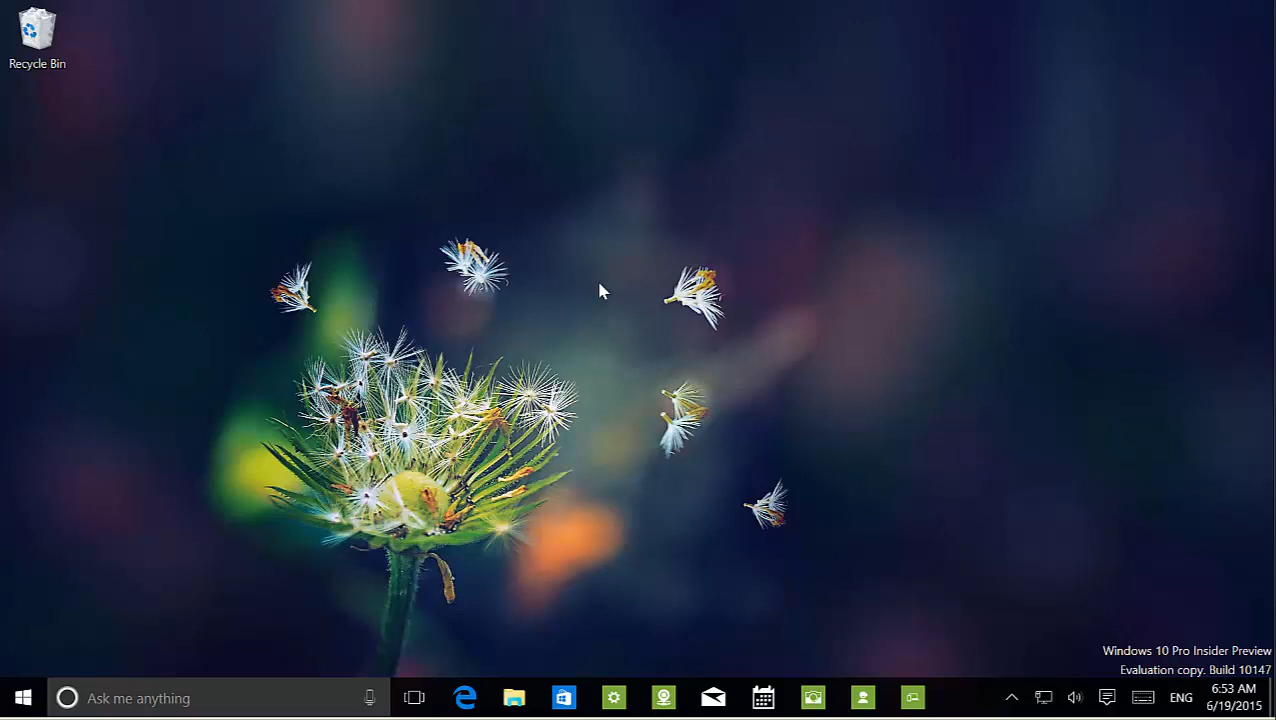 Recycle Bin
Windows 10 Pro Insider Preview
Evaluation copy. Build 10147
Ask me anything
ENG
6:53 AM
6/19/2015